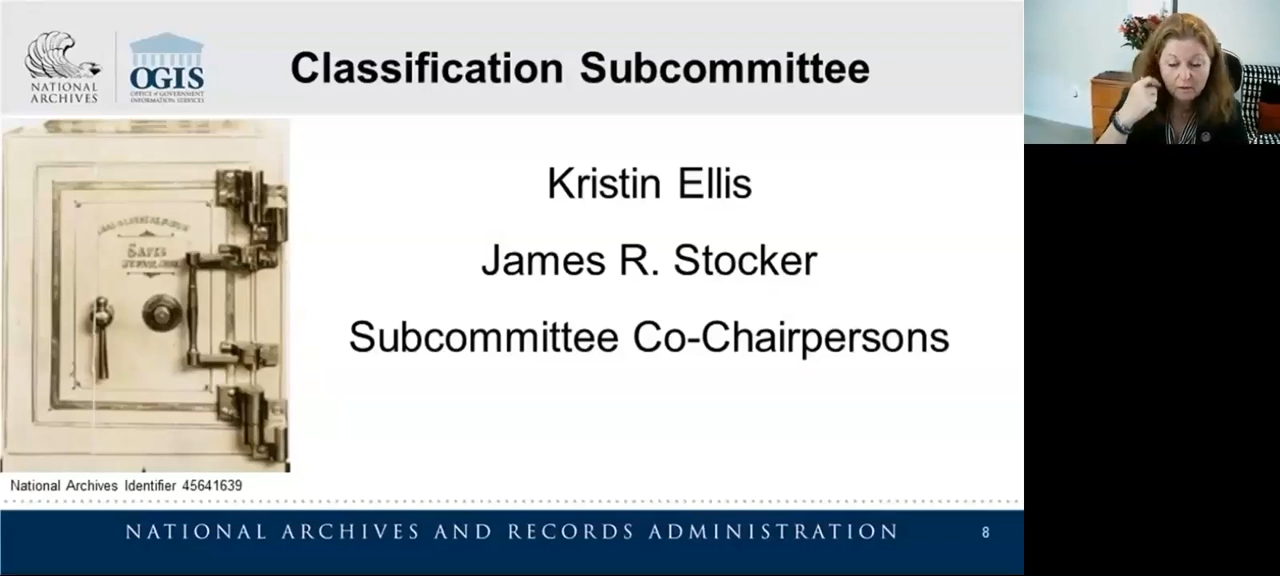 Classification Subcommittee
NATIONAL
ARCHIVES
OGIS
OFFICE of GOVERNMENT
INFORMATION SERVICES
Kristin Ellis
James R. Stocker
Subcommittee Co-Chairpersons
SAFES
National Archives Identifier 45641639
NATIONAL ARCHIVES AND RECORDS ADMINISTRATION
8